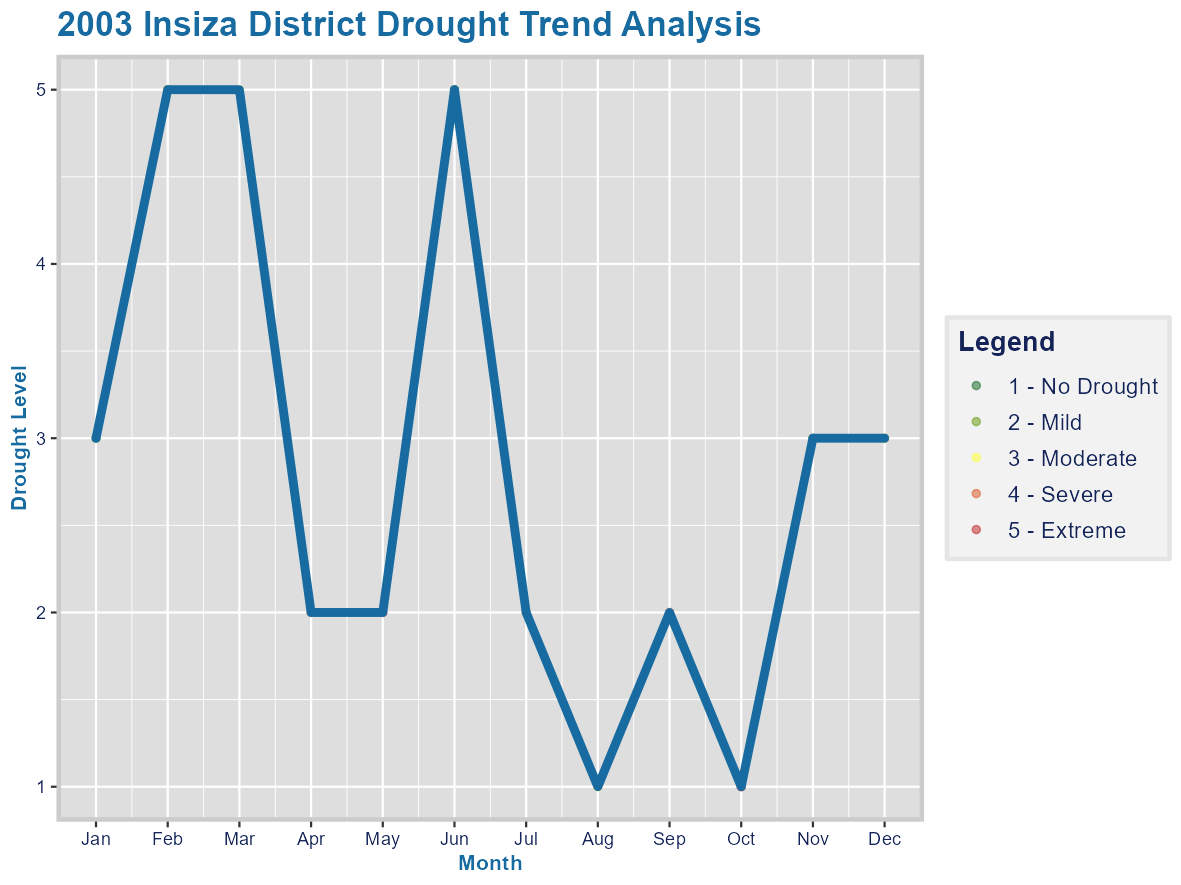 2003 Insiza District Drought Trend Analysis
Drought Level
5
4
3
2
1
Jan Feb Mar Apr May Jun Jul Aug Sep Oct Nov Dec
Month
Legend
1 - No Drought
2 - Mild
3 - Moderate
4 - Severe
5 - Extreme